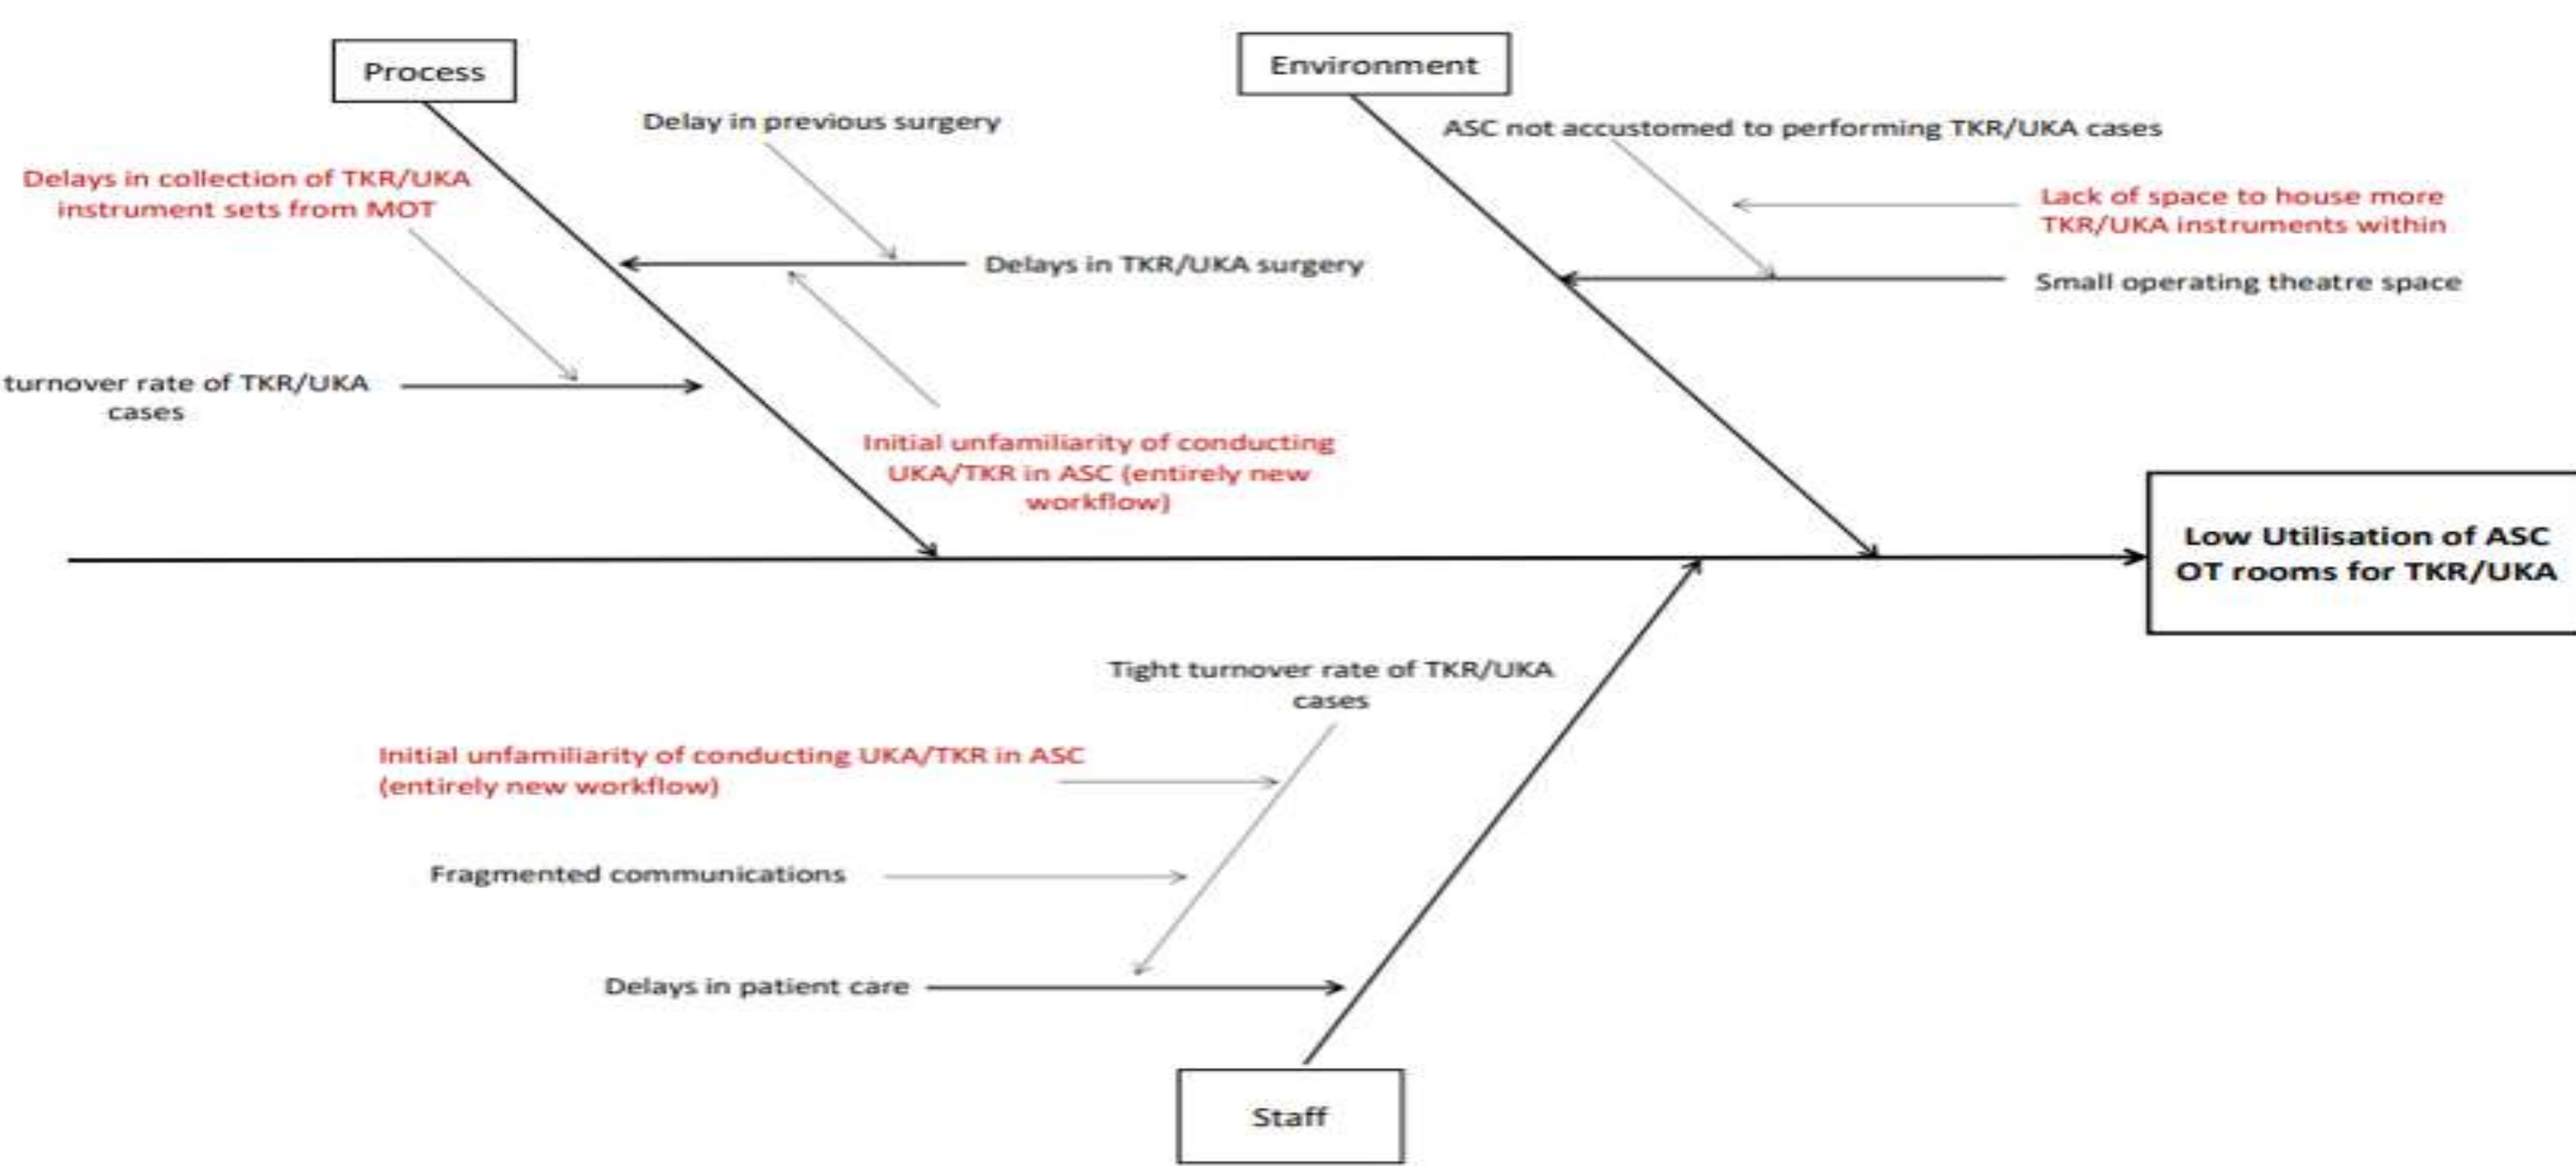 Process
Environment
Delay in previous surgery
ASC not accustomed to performing TKR/UKA cases
Delays in collection of TKR/UKA
instrument sets from MOT
Lack of space to house more
TKR/UKA instruments within
Delays in TKR/UKA surgery
Small operating theatre space
turnover rate of TKR/UKA
cases
Initial unfamiliarity of conducting
UKA/TKR in ASC (entirely new
workflow)
Low Utilisation of ASC
OT rooms for TKR/UKA
Tight turnover rate of TKR/UKA
cases
Initial unfamiliarity of conducting UKA/TKR in ASC
(entirely new workflow)
Fragmented communications
Delays in patient care
Staff